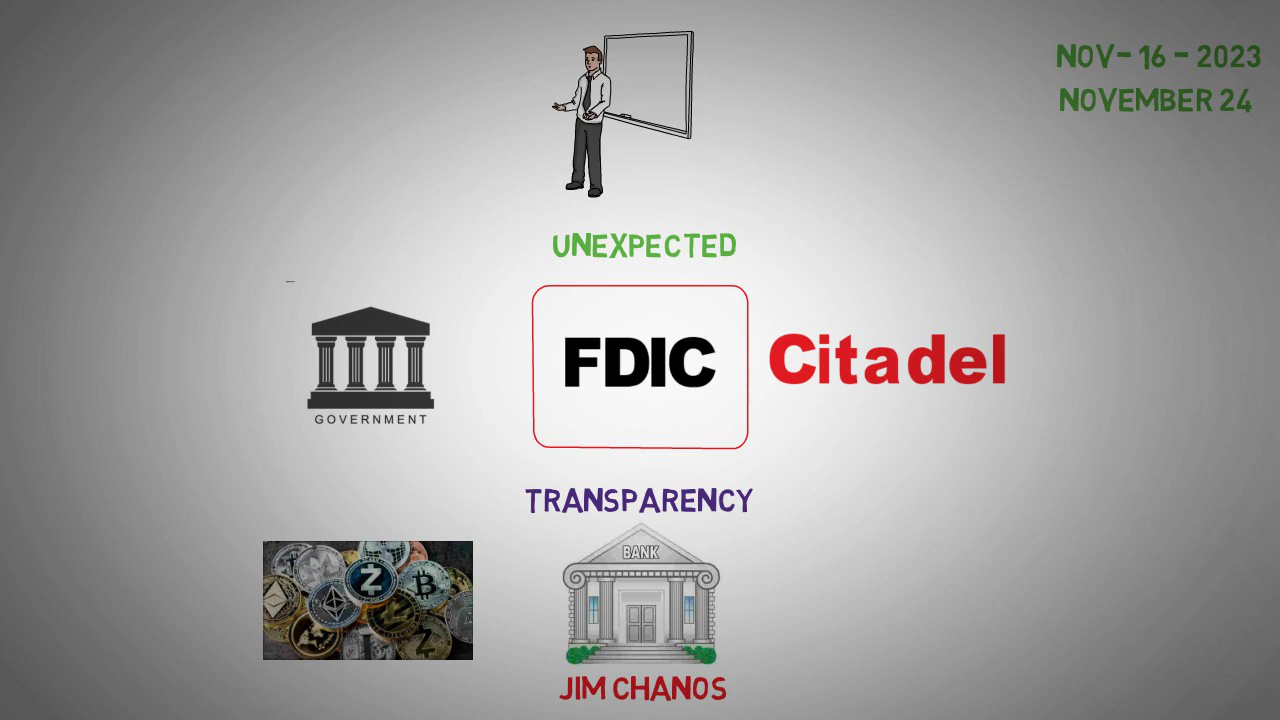 NOV- 16 - 2023
NOVEMBER 24
UNEXPECTED
FDIC
Citadel
GOVERNMENT
TRANSPARENCY
BANK
JIM CHANOS